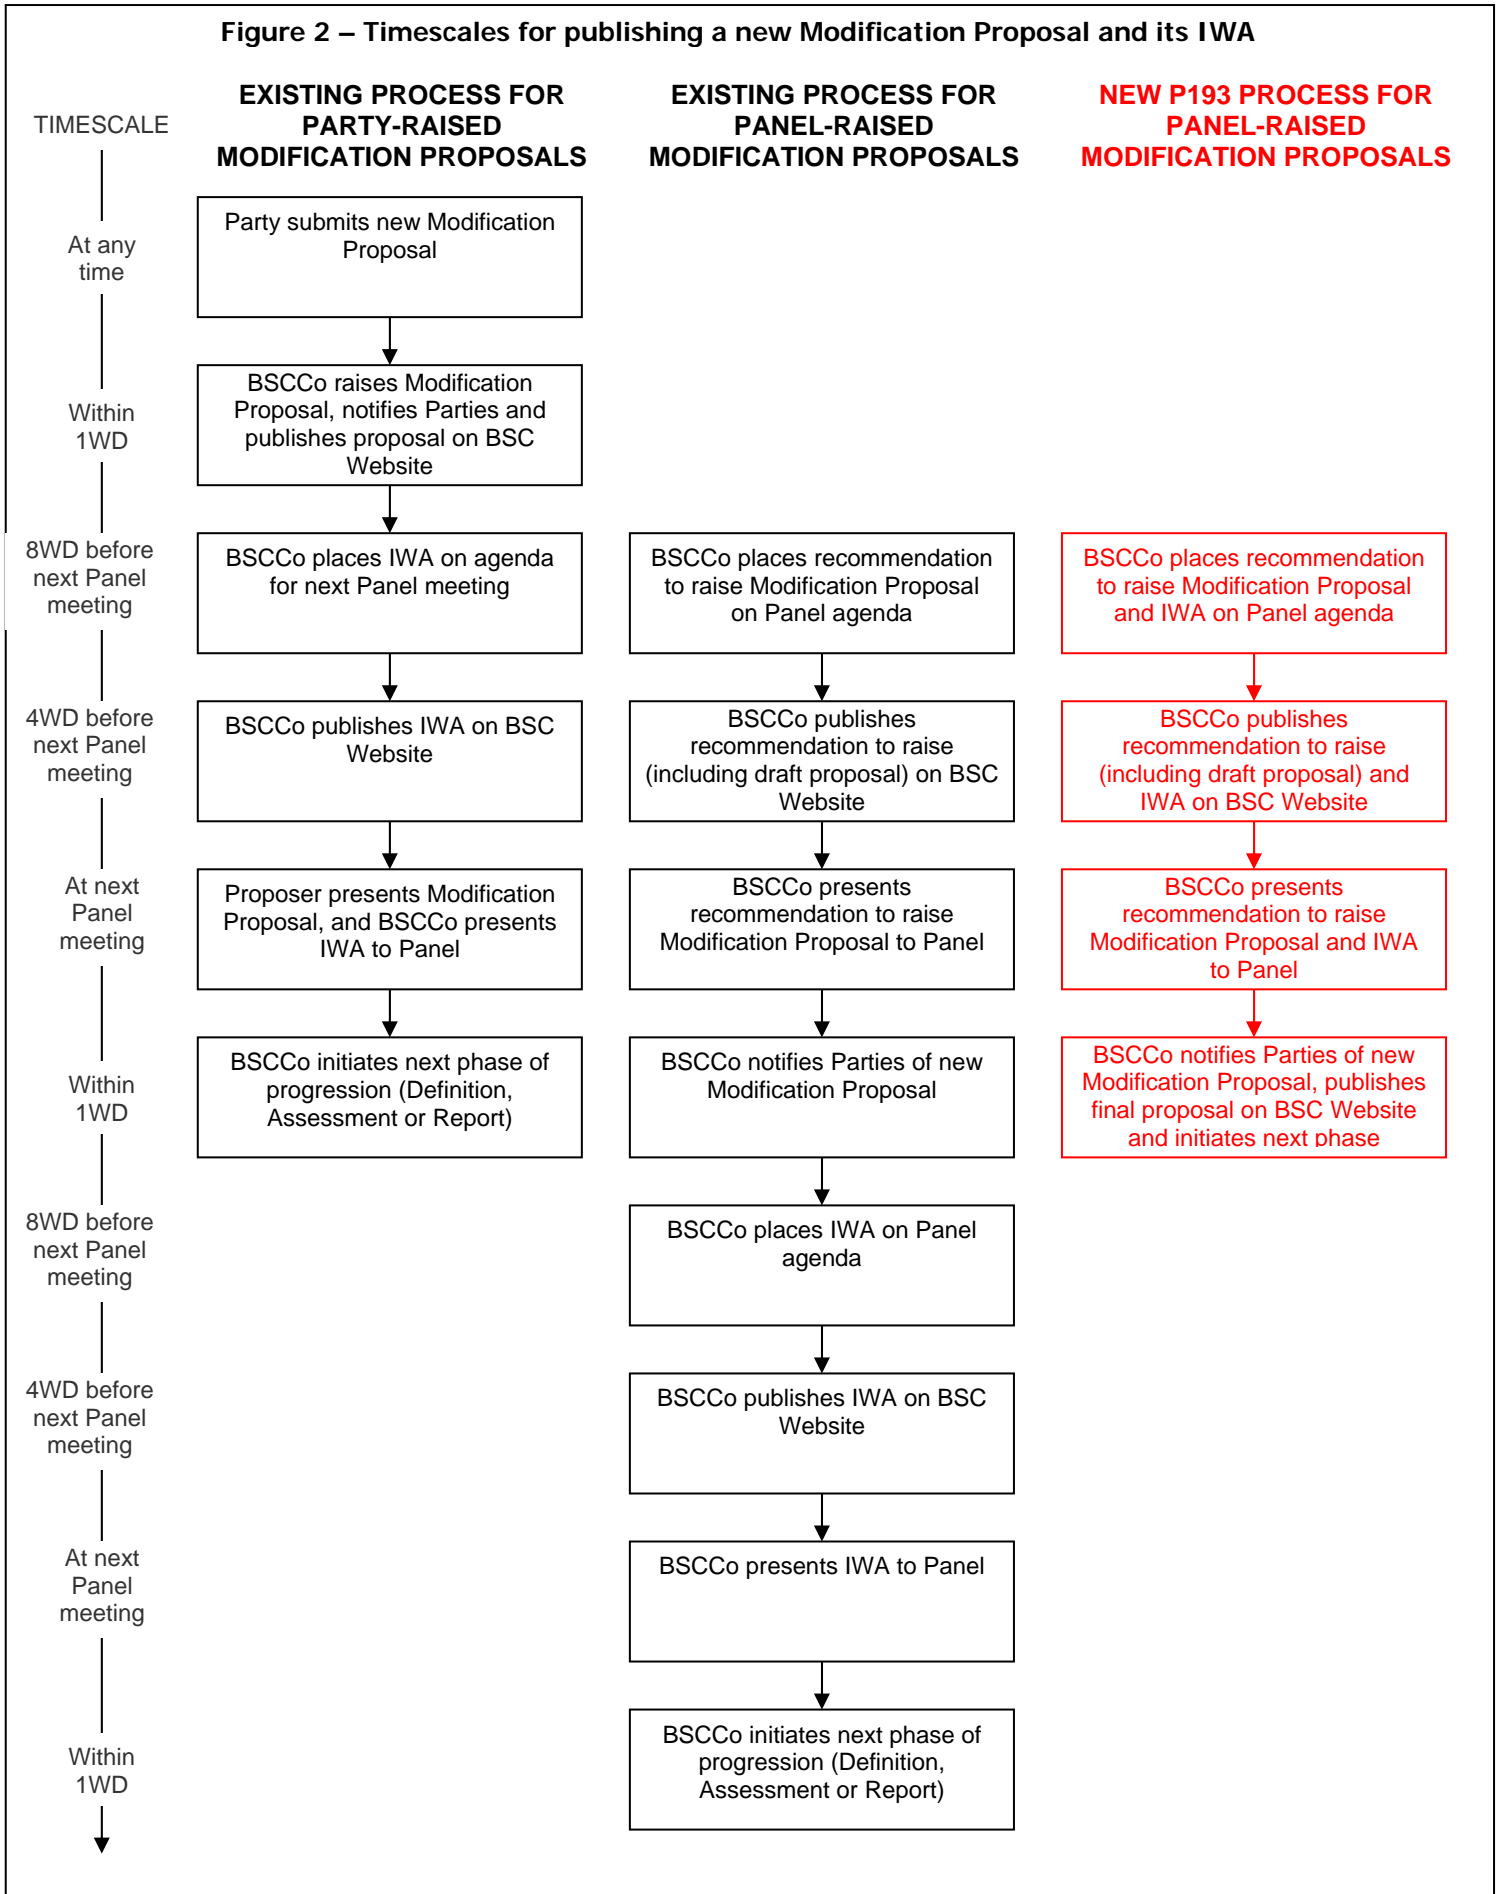 Figure 2 – Timescales for publishing a new Modification Proposal and its IWA
TIMESCALE
EXISTING PROCESS FOR
PARTY-RAISED
MODIFICATION PROPOSALS
EXISTING PROCESS FOR
PANEL-RAISED
MODIFICATION PROPOSALS
NEW P193 PROCESS FOR
PANEL-RAISED
MODIFICATION PROPOSALS
At any
time
Party submits new Modification
Proposal
Within
1WD
BSCCo raises Modification
Proposal, notifies Parties and
publishes proposal on BSC
Website
8WD before
next Panel
meeting
BSCCo places IWA on agenda
for next Panel meeting
BSCCo places recommendation
to raise Modification Proposal
on Panel agenda
BSCCo places recommendation
to raise Modification Proposal
and IWA on Panel agenda
4WD before
next Panel
meeting
BSCCo publishes IWA on BSC
Website
BSCCo publishes
recommendation to raise
(including draft proposal) on BSC
Website
BSCCo publishes
recommendation to raise
(including draft proposal) and
IWA on BSC Website
At next
Panel
meeting
Proposer presents Modification
Proposal, and BSCCo presents
IWA to Panel
BSCCo presents
recommendation to raise
Modification Proposal to Panel
BSCCo presents
recommendation to raise
Modification Proposal and IWA
to Panel
Within
1WD
BSCCo initiates next phase of
progression (Definition,
Assessment or Report)
BSCCo notifies Parties of new
Modification Proposal
BSCCo notifies Parties of new
Modification Proposal, publishes
final proposal on BSC Website
and initiates next phase
8WD before
next Panel
meeting
BSCCo places IWA on Panel
agenda
4WD before
next Panel
meeting
BSCCo publishes IWA on BSC
Website
At next
Panel
meeting
BSCCo presents IWA to Panel
Within
1WD
BSCCo initiates next phase of
progression (Definition,
Assessment or Report)